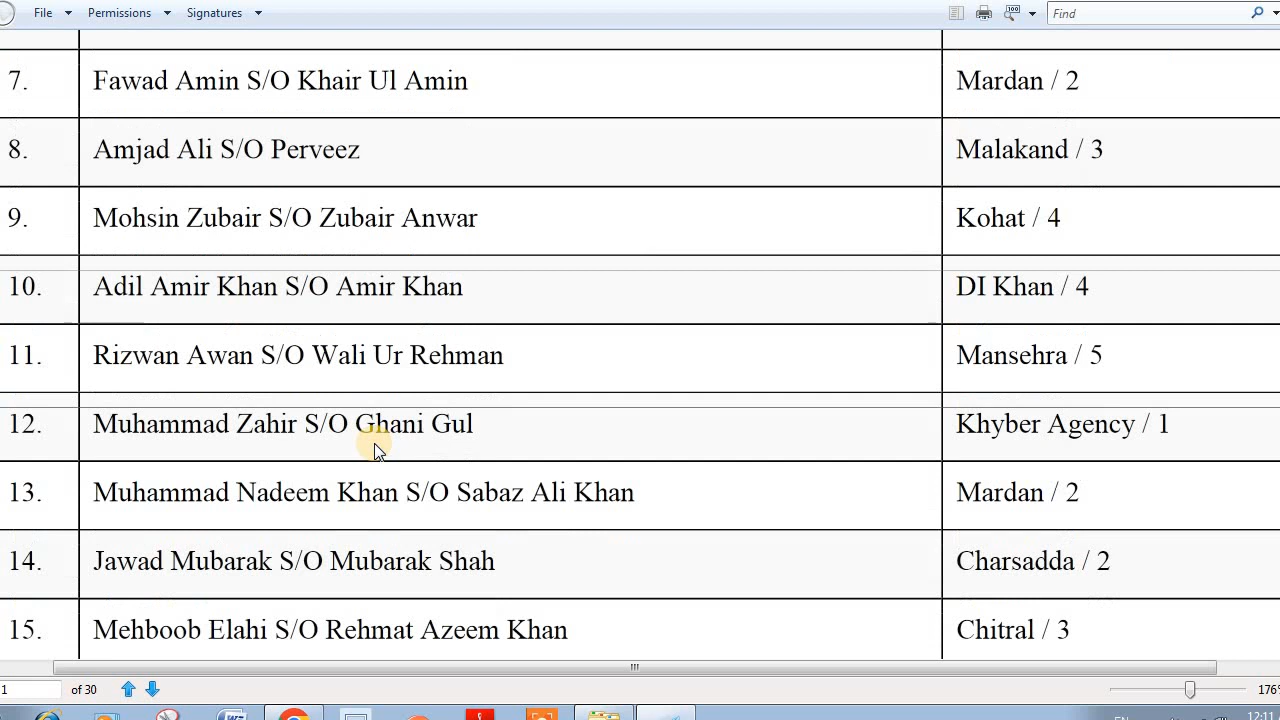 File Permissions Signatures Find
7. Fawad Amin S/O Khair Ul Amin Mardan / 2
8. Amjad Ali S/O Perveez Malakand / 3
9. Mohsin Zubair S/O Zubair Anwar Kohat / 4
10. Adil Amir Khan S/O Amir Khan DI Khan / 4
11. Rizwan Awan S/O Wali Ur Rehman Mansehra / 5
12. Muhammad Zahir S/O Ghani Gul Khyber Agency / 1
13. Muhammad Nadeem Khan S/O Sabaz Ali Khan Mardan / 2
14. Jawad Mubarak S/O Mubarak Shah Charsadda / 2
15. Mehboob Elahi S/O Rehmat Azeem Khan Chitral / 3
1 of 30 176%
EN 12:11